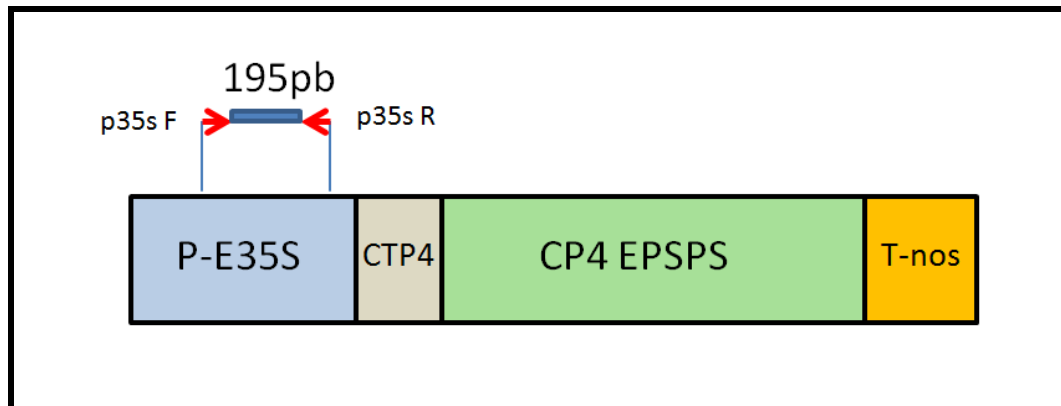 195pb
p35s F
p35s R
P-E35S
CTP4
CP4 EPSPS
T-nos